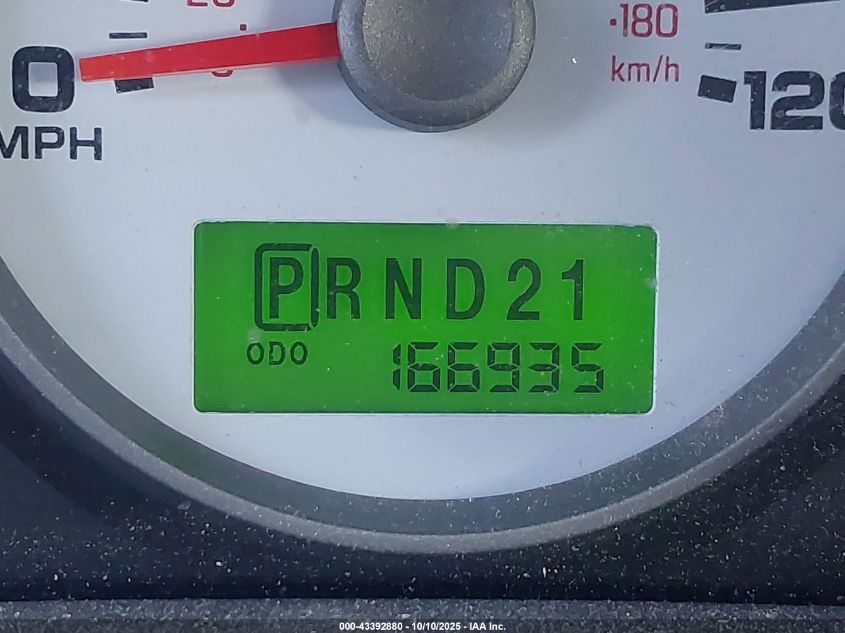 ·180
km/h
0
MPH
120
PRND21
ODO 166935
000-43392880 - 10/10/2025 - IAA Inc.